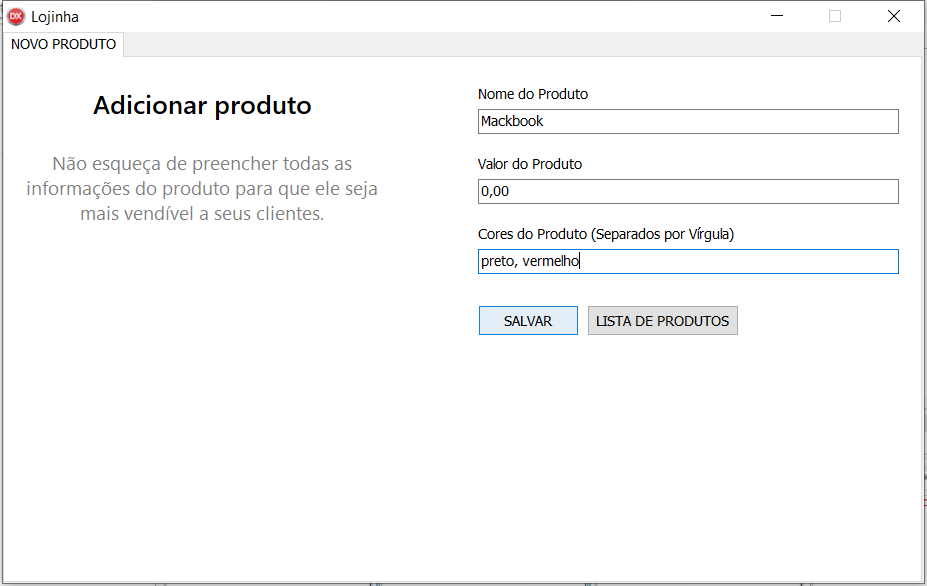 DX Lojinha
NOVO PRODUTO
Adicionar produto
Não esqueça de preencher todas as
informações do produto para que ele seja
mais vendível a seus clientes.
Nome do Produto
Mackbook
Valor do Produto
0,00
Cores do Produto (Separados por Vírgula)
preto, vermelho
SALVAR LISTA DE PRODUTOS